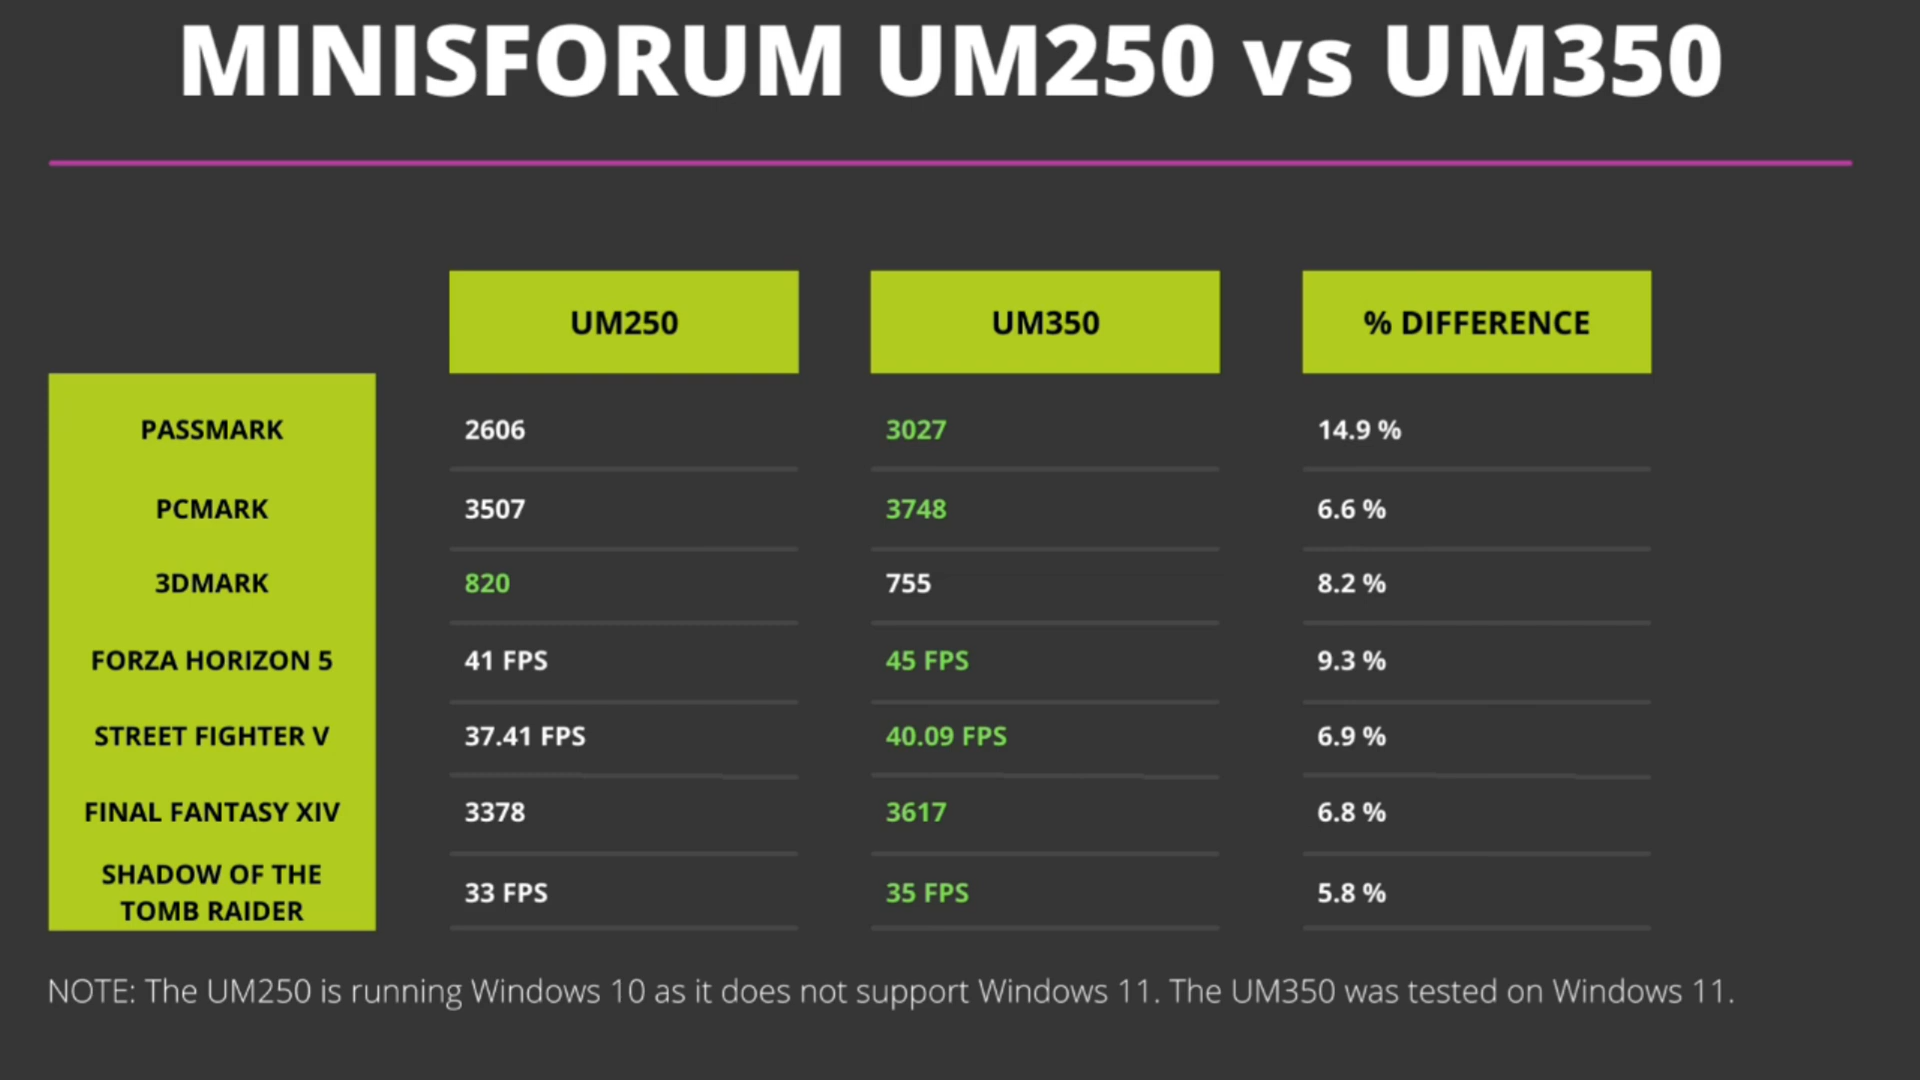 MINISFORUM UM250 vs UM350
UM250 UM350 % DIFFERENCE
PASSMARK 2606 3027 14.9 %
PCMARK 3507 3748 6.6 %
3DMARK 820 755 8.2 %
FORZA HORIZON 5 41 FPS 45 FPS 9.3 %
STREET FIGHTER V 37.41 FPS 40.09 FPS 6.9 %
FINAL FANTASY XIV 3378 3617 6.8 %
SHADOW OF THE
TOMB RAIDER 33 FPS 35 FPS 5.8 %
NOTE: The UM250 is running Windows 10 as it does not support Windows 11. The UM350 was tested on Windows 11.